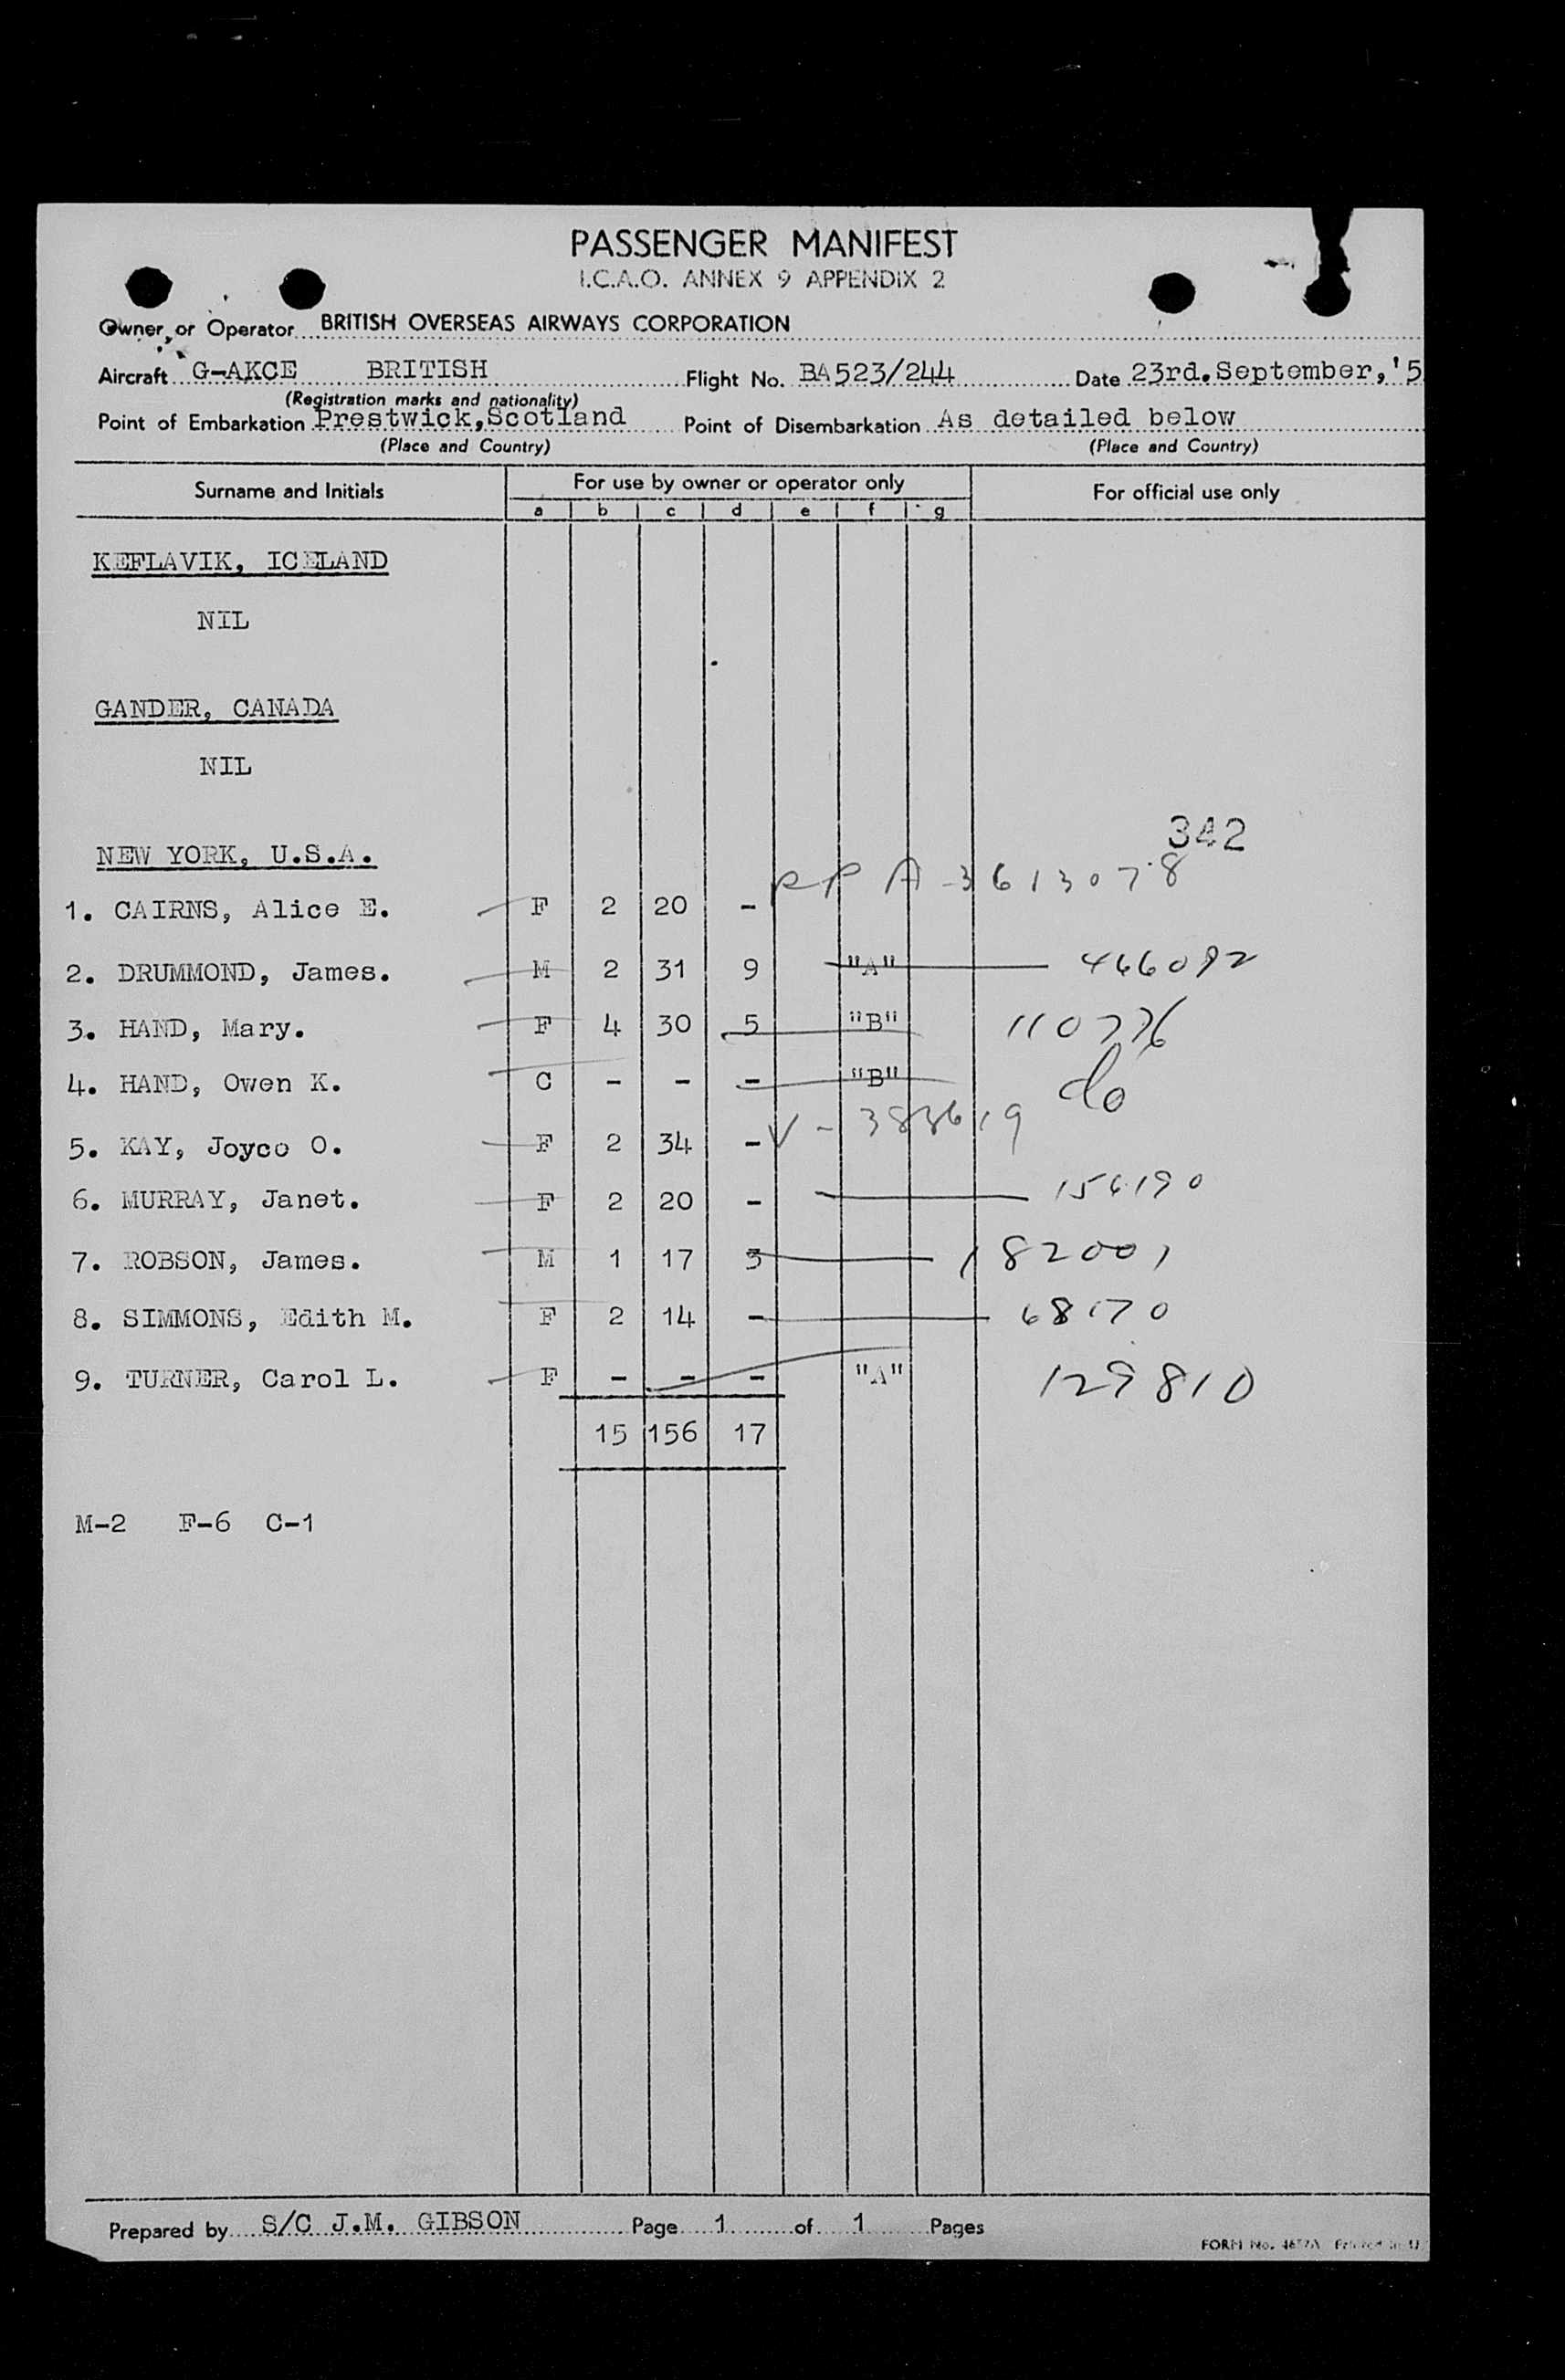 PASSENGER MANIFEST
I.C.A.O. ANNEX 9 APPENDIX 2
Owner or Operator BRITISH OVERSEAS AIRWAYS CORPORATION
Aircraft G-AKCE BRITISH Flight No. BA523/244 Date 23rd.September,'5
(Registration marks and nationality)
Point of Embarkation Prestwick,Scotland Point of Disembarkation As detailed below
(Place and Country) (Place and Country)
Surname and Initials For use by owner or operator only For official use only
a b c d e f g
KEFLAVIK, ICELAND
NIL
GANDER, CANADA
NIL
342
NEW YORK, U.S.A.
RP A-3613078
1. CAIRNS, Alice E. F 2 20 -
2. DRUMMOND, James. M 2 31 9 "A" 466092
3. HAND, Mary. F 4 30 5 "B" 110776
4. HAND, Owen K. C - - - "B" do
5. KAY, Joyce O. F 2 34 - V-383619
6. MURRAY, Janet. F 2 20 - 156190
7. ROBSON, James. M 1 17 3 182001
8. SIMMONS, Edith M. F 2 14 - 68170
9. TURNER, Carol L. F - - - "A" 129810
15 156 17
M-2 F-6 C-1
Prepared by S/C J.M. GIBSON Page 1 of 1 Pages
FORM No.